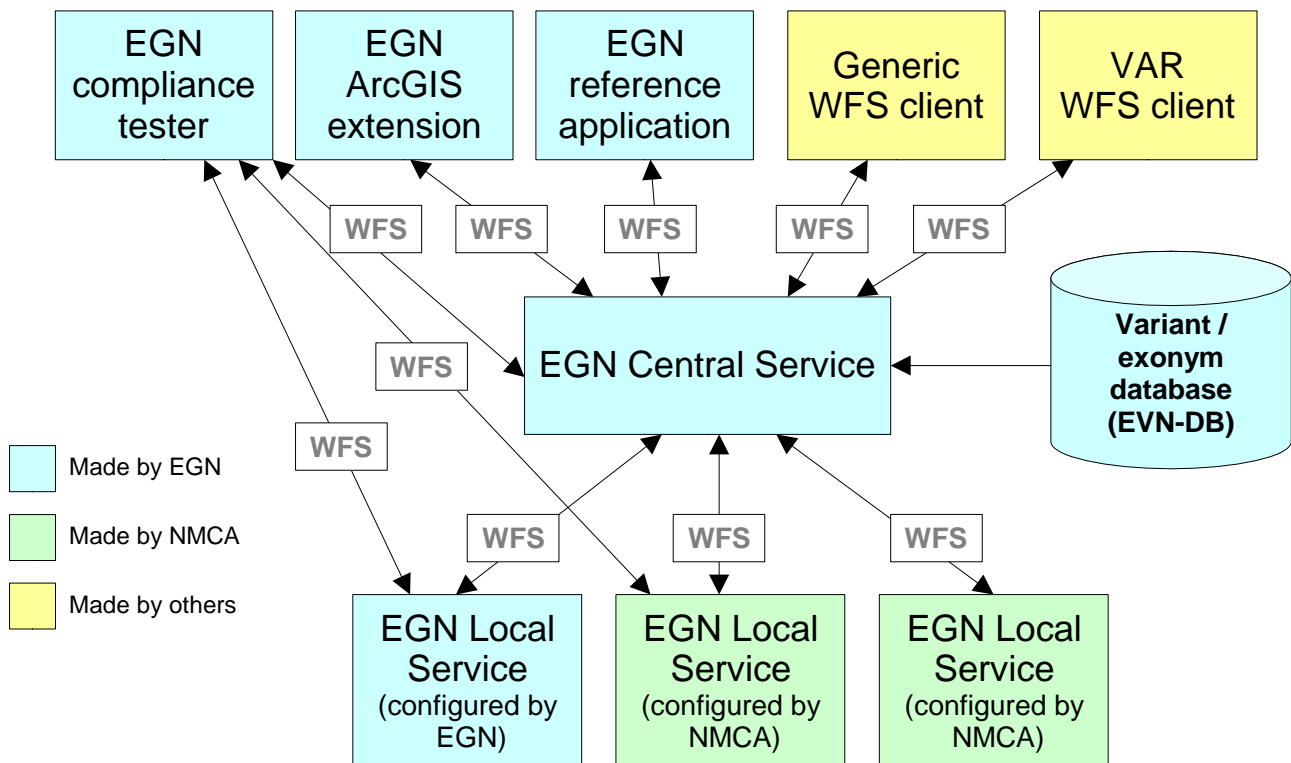 EGN
compliance
tester
EGN
ArcGIS
extension
EGN
reference
application
Generic
WFS client
VAR
WFS client
WFS
WFS
WFS
WFS
WFS
EGN Central Service
Variant /
exonym
database
(EVN-DB)
WFS
WFS
Made by EGN
Made by NMCA
Made by others
WFS
WFS
WFS
EGN Local
Service
(configured by
EGN)
EGN Local
Service
(configured by
NMCA)
EGN Local
Service
(configured by
NMCA)